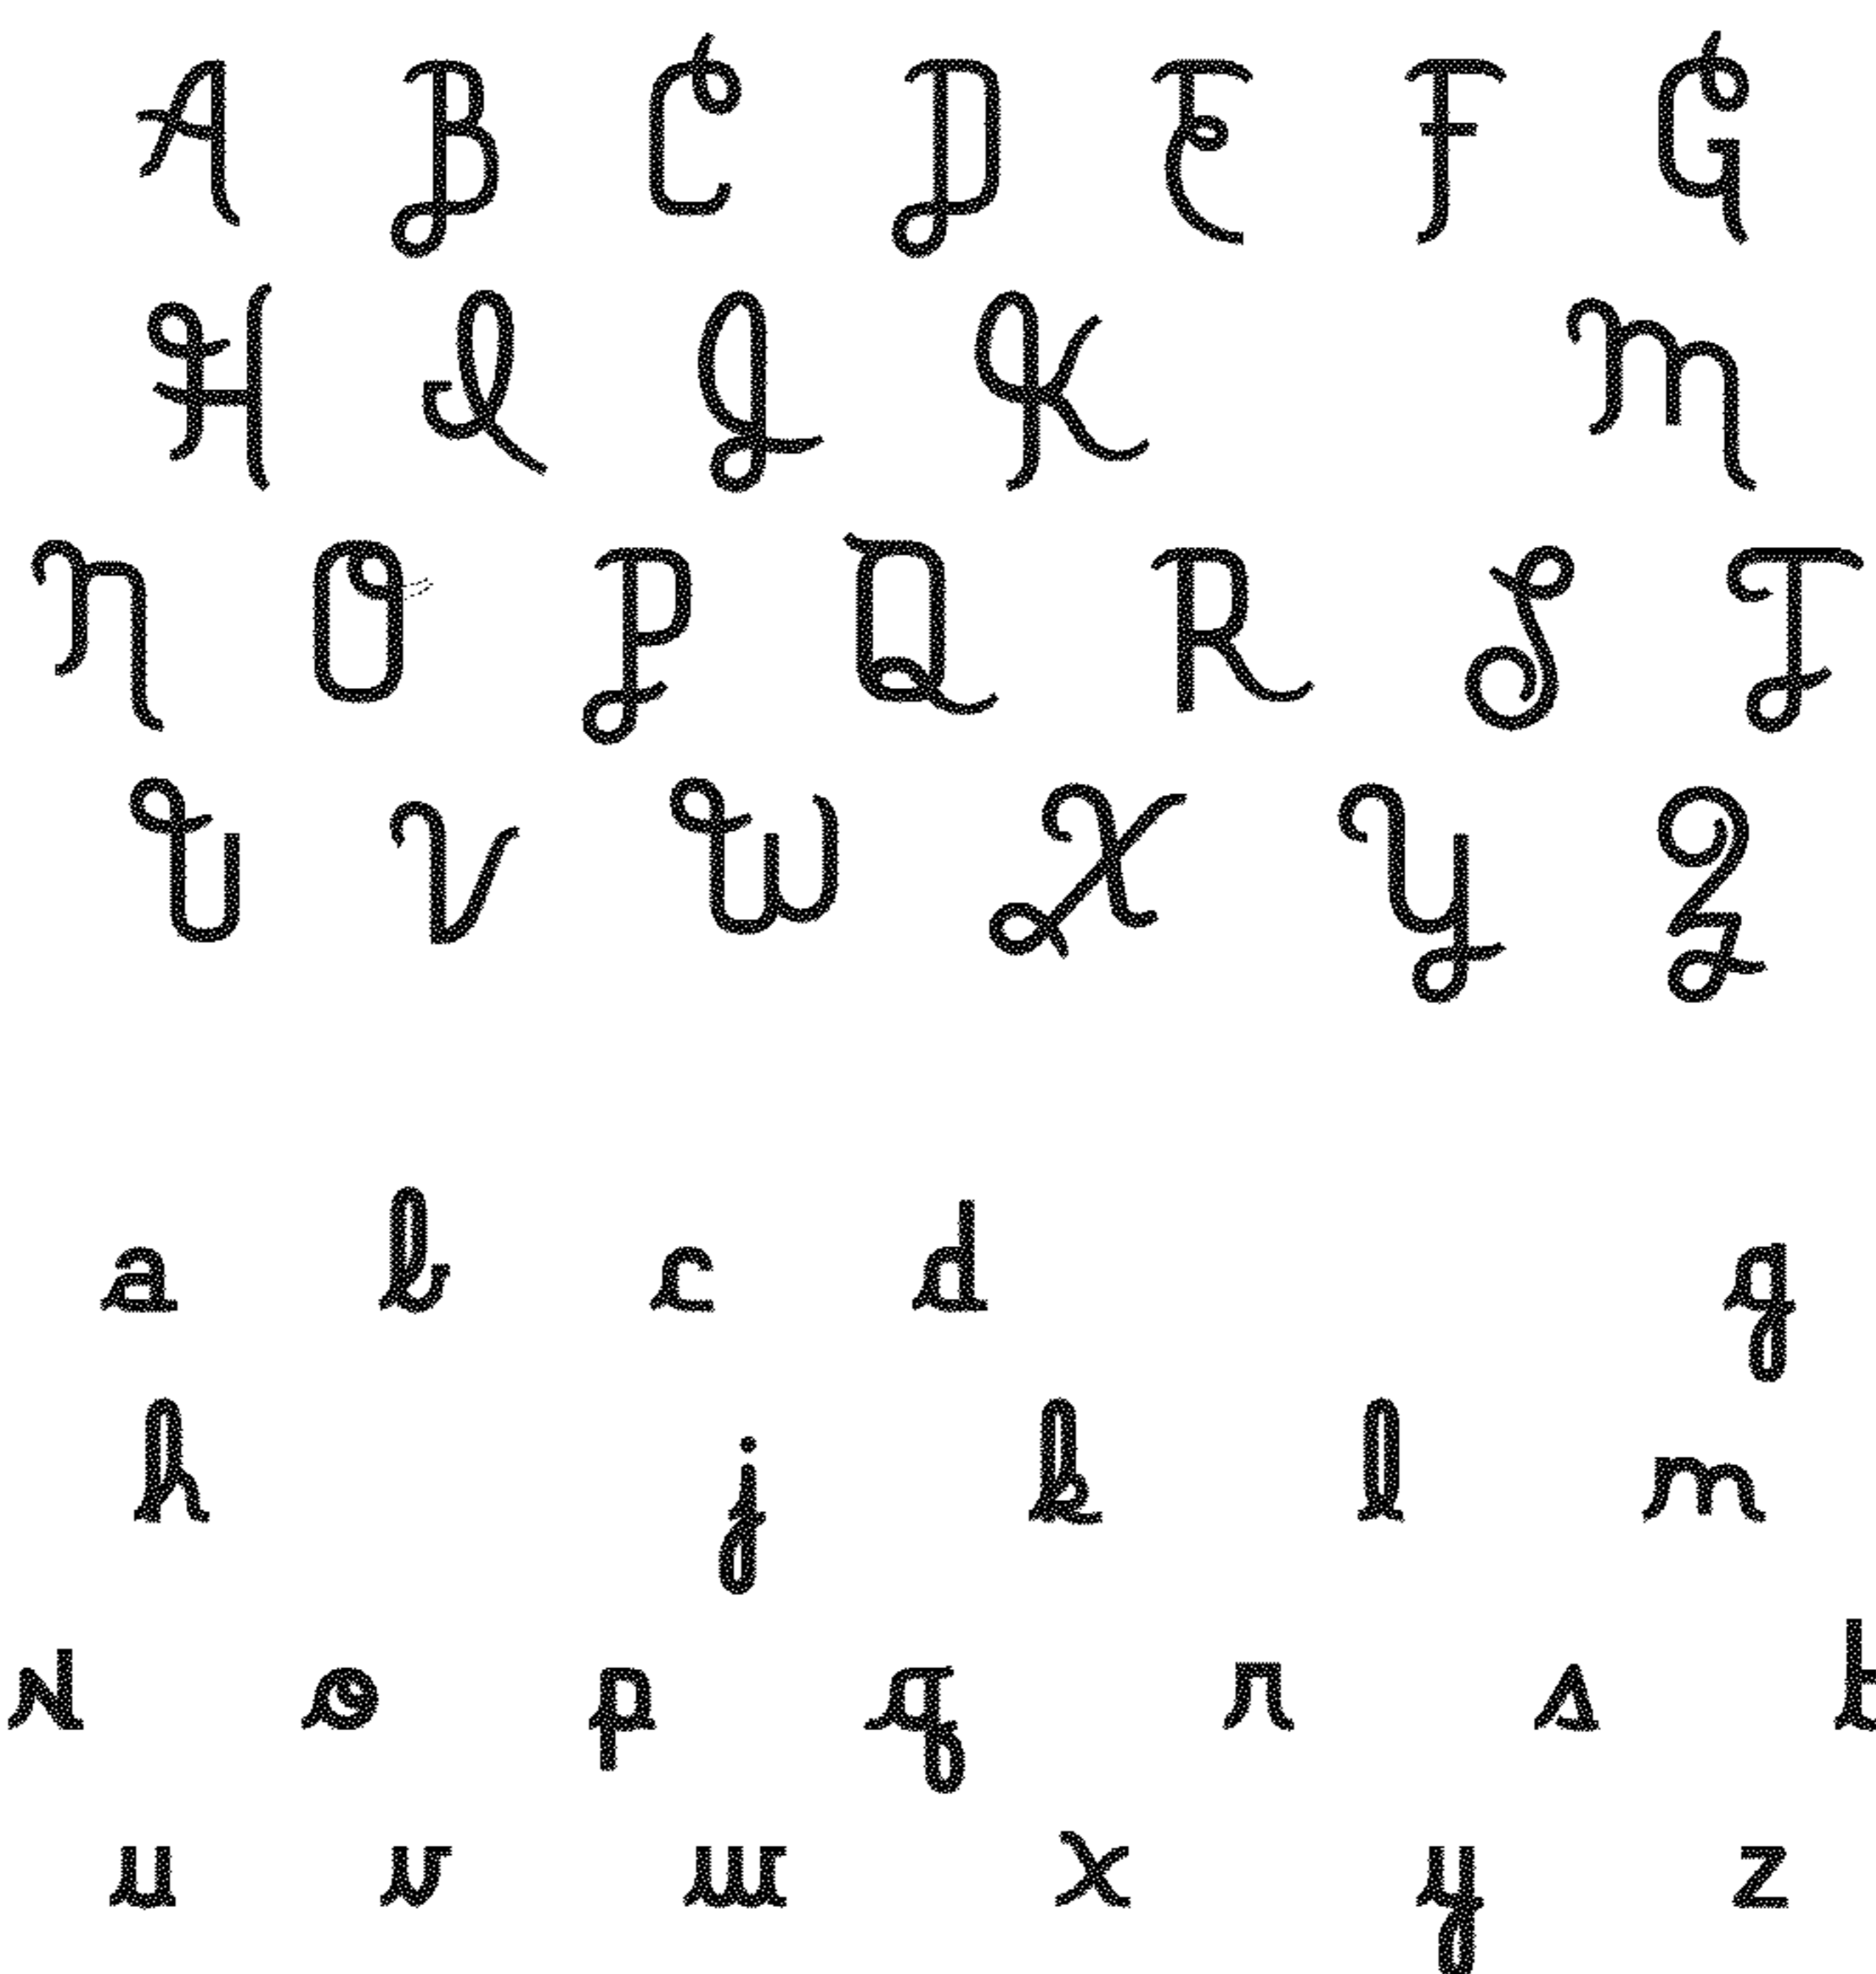 A B C D E F G
H I J K M
N O P Q R S T
U V W X Y Z
a b c d g
h j k l m
n o p q r s t
u v w x y z